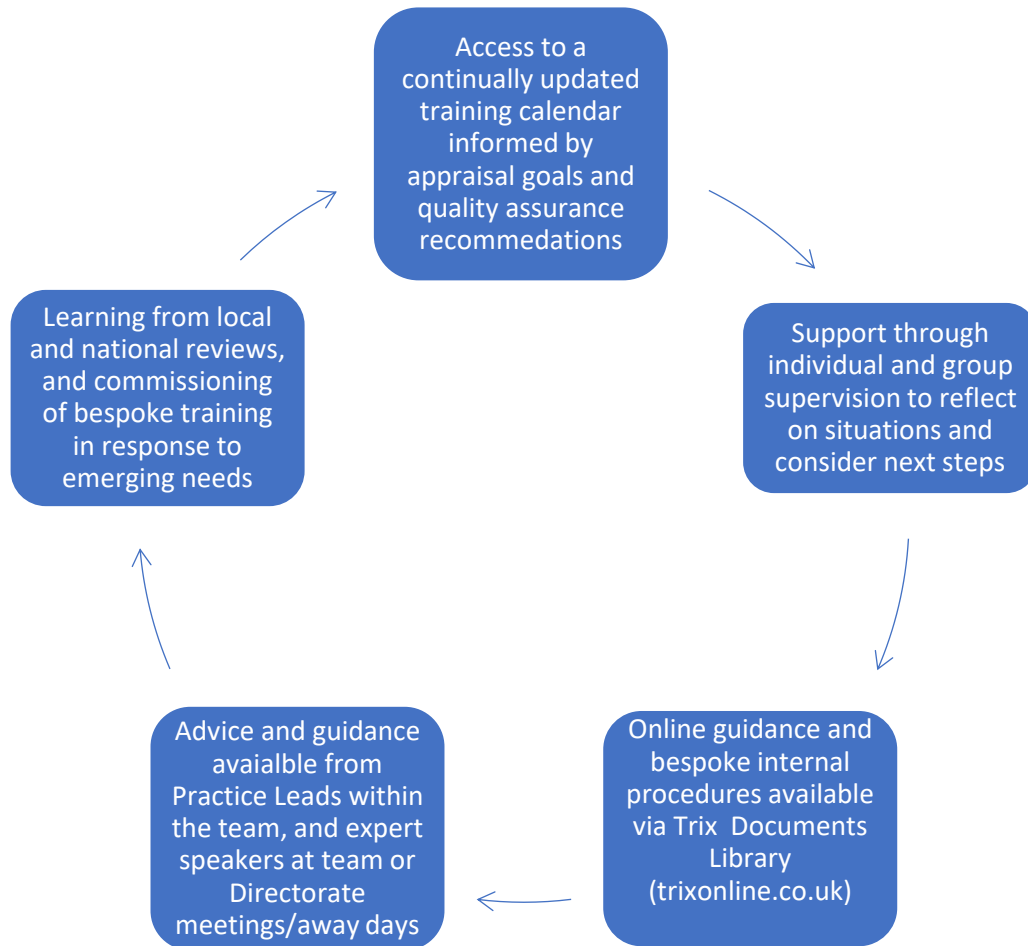 Access to a
continually updated
training calendar
informed by
appraisal goals and
quality assurance
recommedations
Support through
individual and group
supervision to reflect
on situations and
consider next steps
Online guidance and
bespoke internal
procedures available
via Trix Documents
Library
(trixonline.co.uk)
Advice and guidance
avaialble from
Practice Leads within
the team, and expert
speakers at team or
Directorate
meetings/away days
Learning from local
and national reviews,
and commissioning
of bespoke training
in response to
emerging needs